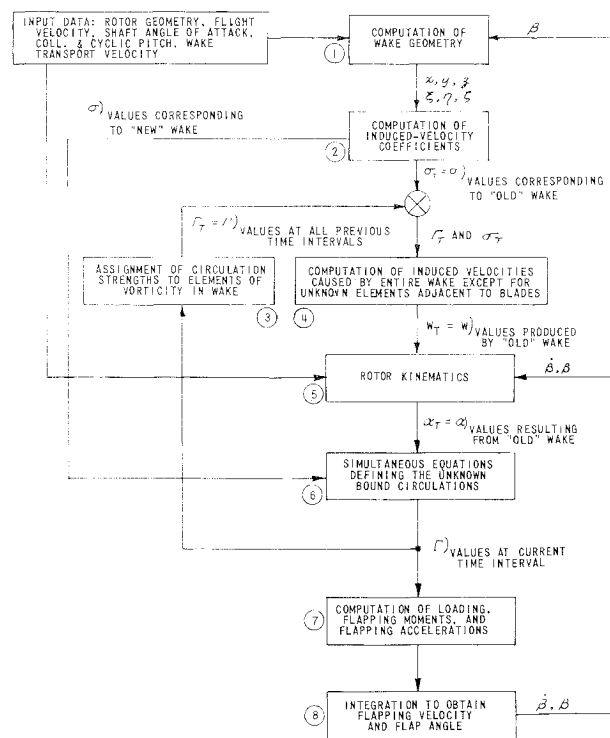 INPUT DATA: ROTOR GEOMETRY, FLIGHT
VELOCITY, SHAFT ANGLE OF ATTACK,
COLL. & CYCLIC PITCH, WAKE
TRANSPORT VELOCITY
COMPUTATION OF
WAKE GEOMETRY
1
β
x, y, z
ξ, η, ζ
σ) VALUES CORRESPONDING
TO "NEW" WAKE
COMPUTATION OF
INDUCED-VELOCITY
COEFFICIENTS
2
σT = σ) VALUES CORRESPONDING
TO "OLD" WAKE
ΓT = Γ) VALUES AT ALL PREVIOUS
TIME INTERVALS
ΓT AND σT
ASSIGNMENT OF CIRCULATION
STRENGTHS TO ELEMENTS OF
VORTICITY IN WAKE
3
COMPUTATION OF INDUCED VELOCITIES
CAUSED BY ENTIRE WAKE EXCEPT FOR
UNKNOWN ELEMENTS ADJACENT TO BLADES
4
WT = W) VALUES PRODUCED
BY "OLD" WAKE
ROTOR KINEMATICS
5
β̇, β
αT = α) VALUES RESULTING
FROM "OLD" WAKE
SIMULTANEOUS EQUATIONS
DEFINING THE UNKNOWN
BOUND CIRCULATIONS
6
Γ) VALUES AT CURRENT
TIME INTERVAL
COMPUTATION OF LOADING,
FLAPPING MOMENTS, AND
FLAPPING ACCELERATIONS
7
INTEGRATION TO OBTAIN
FLAPPING VELOCITY
AND FLAP ANGLE
8
β̇, β